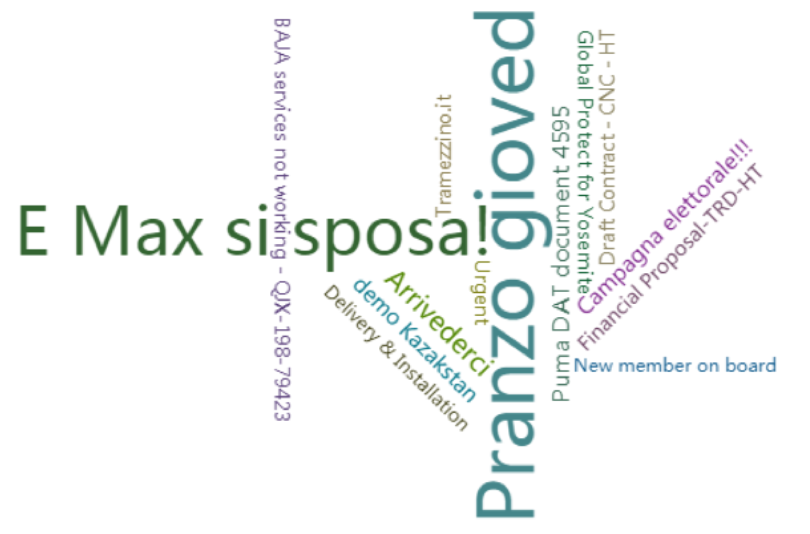 BAJA services not working - QJX-198-79423
E Max si sposa!
Tramezzino.it
Pranzo gioved
Urgent
Arrivederci
demo Kazakstan
Delivery & Installation
Puma DAT document 4595
Global Protect for Yosemite
Draft Contract - CNC - HT
Campagna elettorale!!!
Financial Proposal-TRD-HT
New member on board